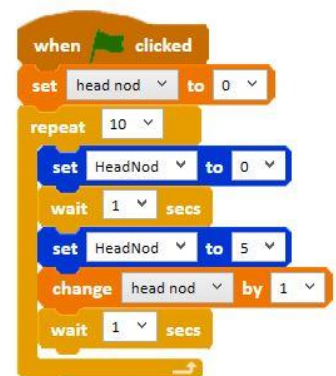 when clicked
set head nod to 0
repeat 10
set HeadNod to 0
wait 1 secs
set HeadNod to 5
change head nod by 1
wait 1 secs